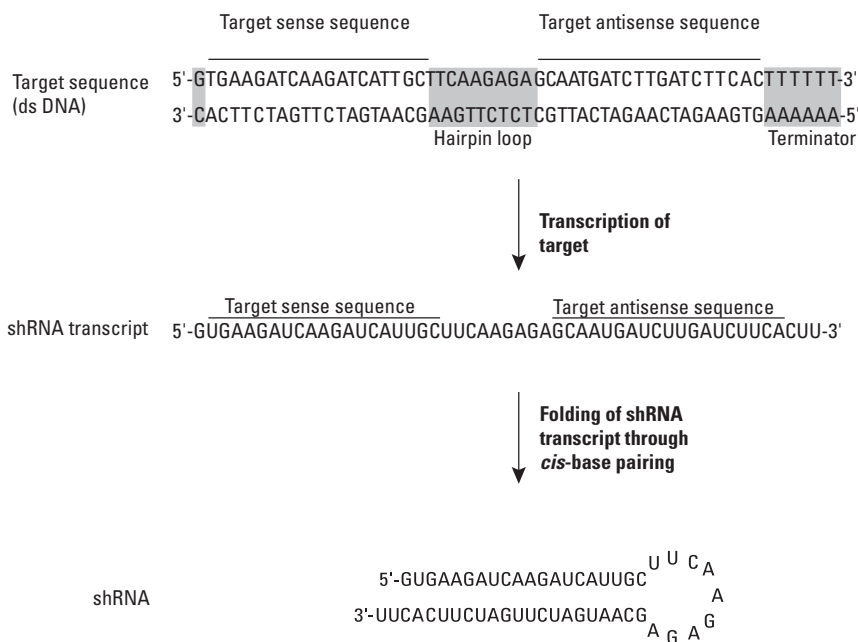 Target sense sequence Target antisense sequence
Target sequence (ds DNA)
5'-GTGAAGATCAAGATCATTGCTTCAAGAGAGCAATGATCTTGATCTTCACTTTTTT-3'
3'-CACTTCTAGTTCTAGTAACGAAGTTCTCTCGTTACTAGAACTAGAAGTGAAAAAA-5'
Hairpin loop Terminator
Transcription of
target
Target sense sequence Target antisense sequence
shRNA transcript 5'-GUGAAGAUCAAGAUCAUUGCUUCAAGAGAGCAAUGAUCUUGAUCUUCACUU-3'
Folding of shRNA
transcript through
cis-base pairing
shRNA
5'-GUGAAGAUCAAGAUCAUUGC
UUCAAGAGA
3'-UUCACUUCUAGUUCUAGUAACG